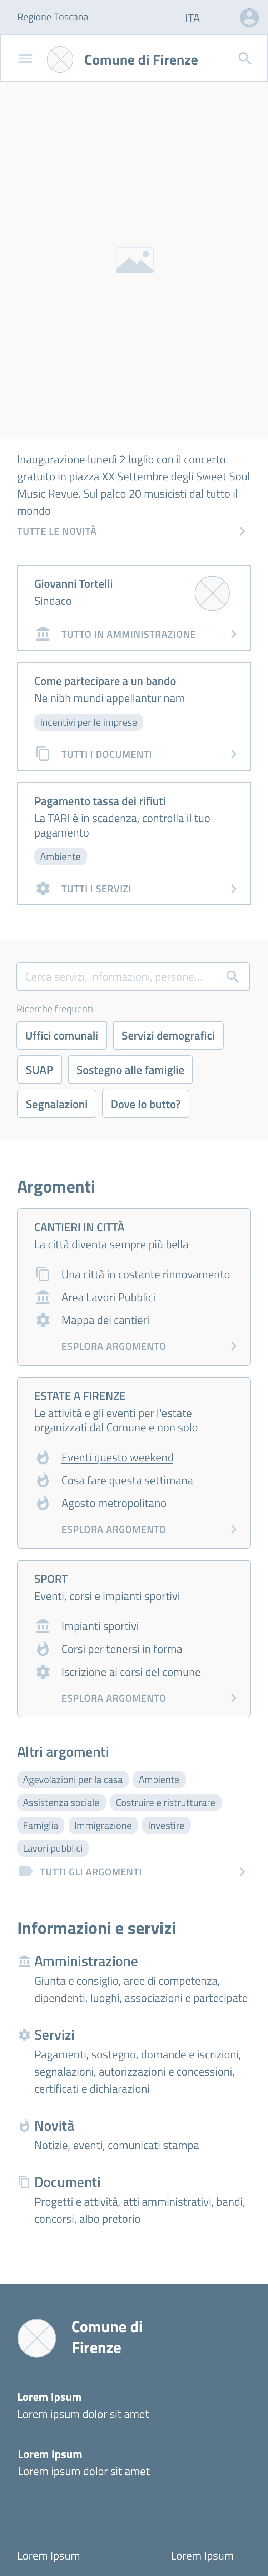 Regione Toscana
ITA
Comune di Firenze
Inaugurazione lunedì 2 luglio con il concerto
gratuito in piazza XX Settembre degli Sweet Soul
Music Revue. Sul palco 20 musicisti dal tutto il
mondo
TUTTE LE NOVITÀ
Giovanni Tortelli
Sindaco
TUTTO IN AMMINISTRAZIONE
Come partecipare a un bando
Ne nibh mundi appellantur nam
Incentivi per le imprese
TUTTI I DOCUMENTI
Pagamento tassa dei rifiuti
La TARI è in scadenza, controlla il tuo
pagamento
Ambiente
TUTTI I SERVIZI
Cerca servizi, informazioni, persone...
Ricerche frequenti
Uffici comunali
Servizi demografici
SUAP
Sostegno alle famiglie
Segnalazioni
Dove lo butto?
Argomenti
CANTIERI IN CITTÀ
La città diventa sempre più bella
Una città in costante rinnovamento
Area Lavori Pubblici
Mappa dei cantieri
ESPLORA ARGOMENTO
ESTATE A FIRENZE
Le attività e gli eventi per l'estate
organizzati dal Comune e non solo
Eventi questo weekend
Cosa fare questa settimana
Agosto metropolitano
ESPLORA ARGOMENTO
SPORT
Eventi, corsi e impianti sportivi
Impianti sportivi
Corsi per tenersi in forma
Iscrizione ai corsi del comune
ESPLORA ARGOMENTO
Altri argomenti
Agevolazioni per la casa
Ambiente
Assistenza sociale
Costruire e ristrutturare
Famiglia
Immigrazione
Investire
Lavori pubblici
TUTTI GLI ARGOMENTI
Informazioni e servizi
Amministrazione
Giunta e consiglio, aree di competenza,
dipendenti, luoghi, associazioni e partecipate
Servizi
Pagamenti, sostegno, domande e iscrizioni,
segnalazioni, autorizzazioni e concessioni,
certificati e dichiarazioni
Novità
Notizie, eventi, comunicati stampa
Documenti
Progetti e attività, atti amministrativi, bandi,
concorsi, albo pretorio
Comune di
Firenze
Lorem Ipsum
Lorem ipsum dolor sit amet
Lorem Ipsum
Lorem ipsum dolor sit amet
Lorem Ipsum
Lorem Ipsum